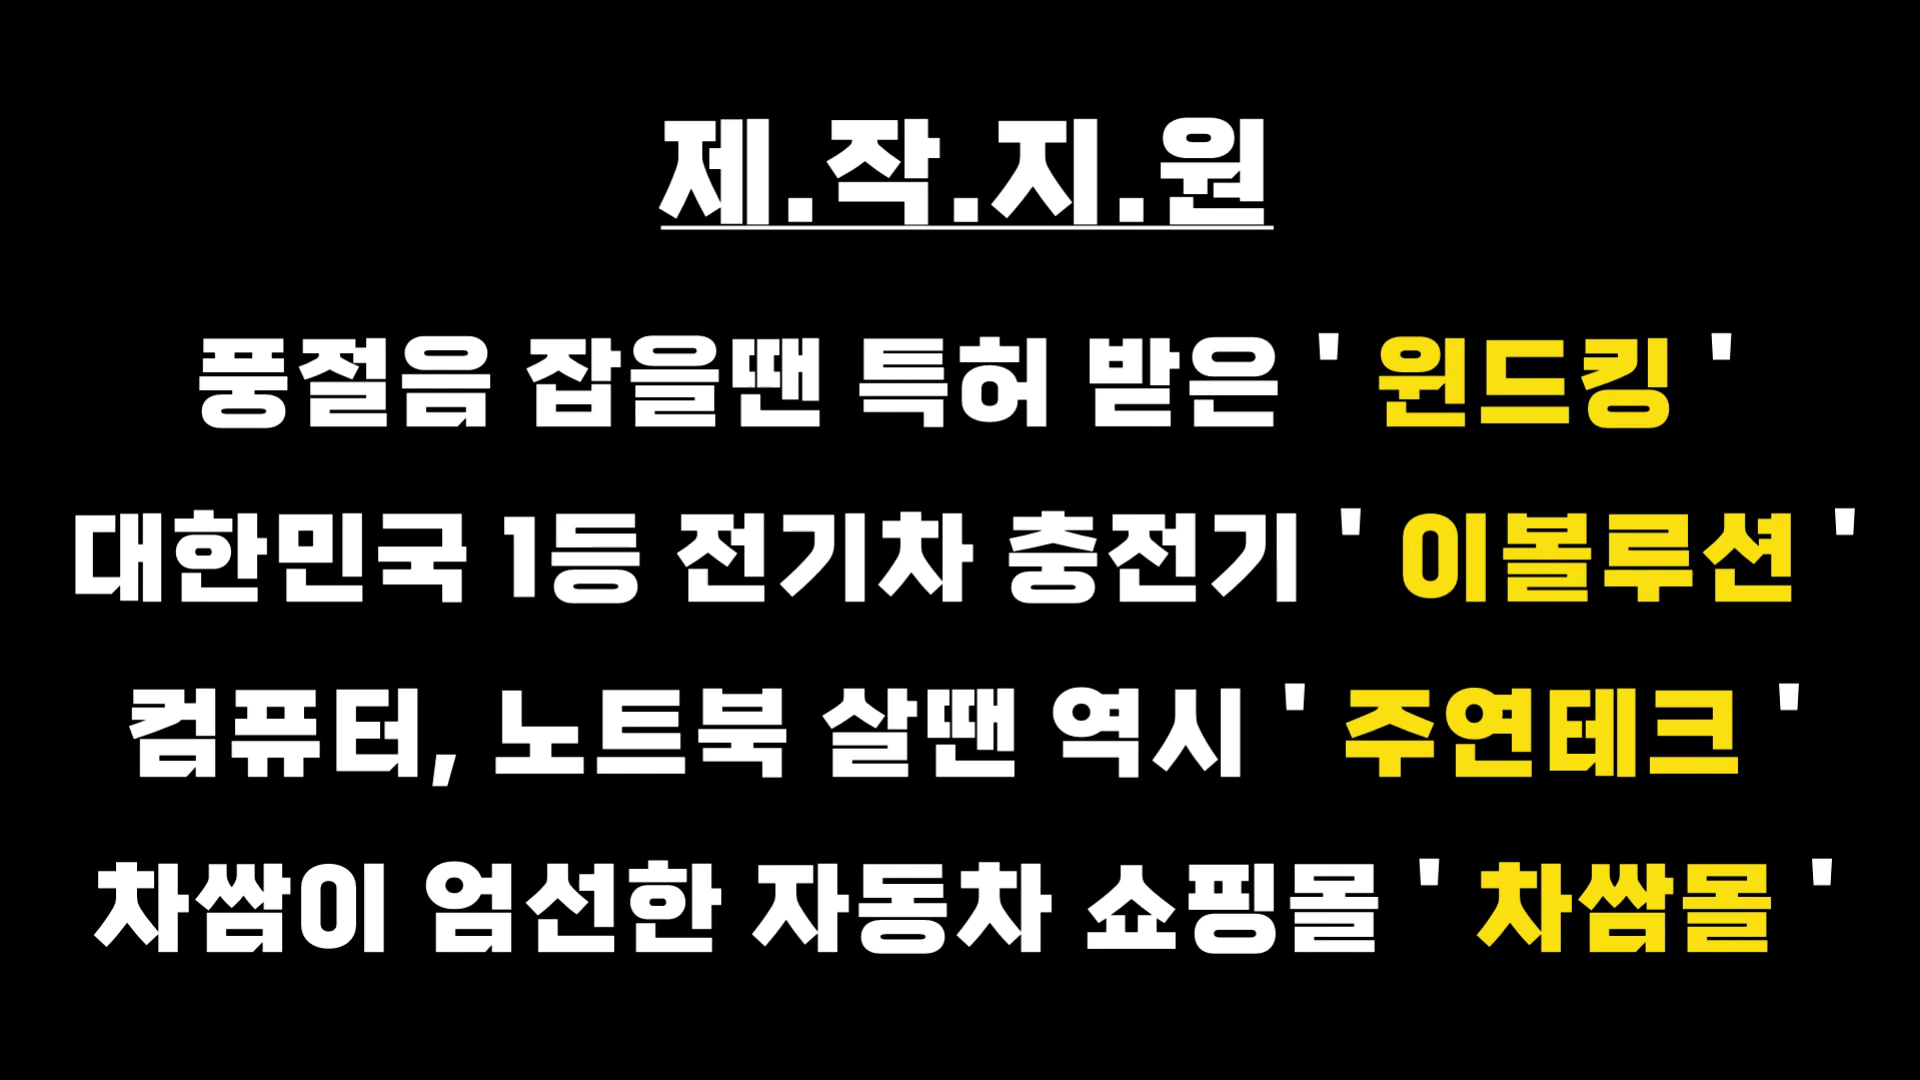 제.작.지.원
풍절음 잡을땐 특허 받은 ' 윈드킹 '
대한민국 1등 전기차 충전기 ' 이볼루션 '
컴퓨터, 노트북 살땐 역시 ' 주연테크 '
차쌈이 엄선한 자동차 쇼핑몰 ' 차쌈몰 '